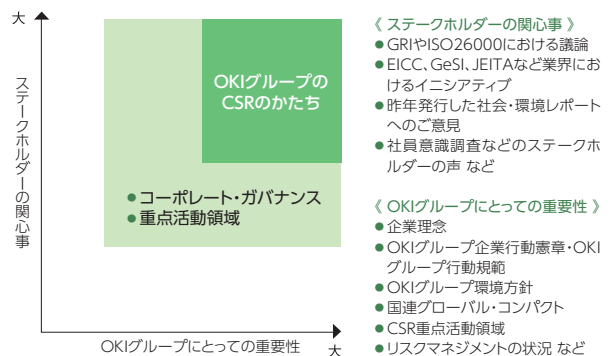 大
ステークホルダーの関心事
OKIグループの
CSRのかたち
●コーポレート・ガバナンス
●重点活動領域
OKIグループにとっての重要性
大
《 ステークホルダーの関心事 》
●GRIやISO26000における議論
●EICC、GeSI、JEITAなど業界にお
けるイニシアティブ
●昨年発行した社会・環境レポート
へのご意見
●社員意識調査などのステークホ
ルダーの声 など
《 OKIグループにとっての重要性 》
●企業理念
●OKIグループ企業行動憲章・OKI
グループ行動規範
●OKIグループ環境方針
●国連グローバル・コンパクト
●CSR重点活動領域
●リスクマネジメントの状況 など